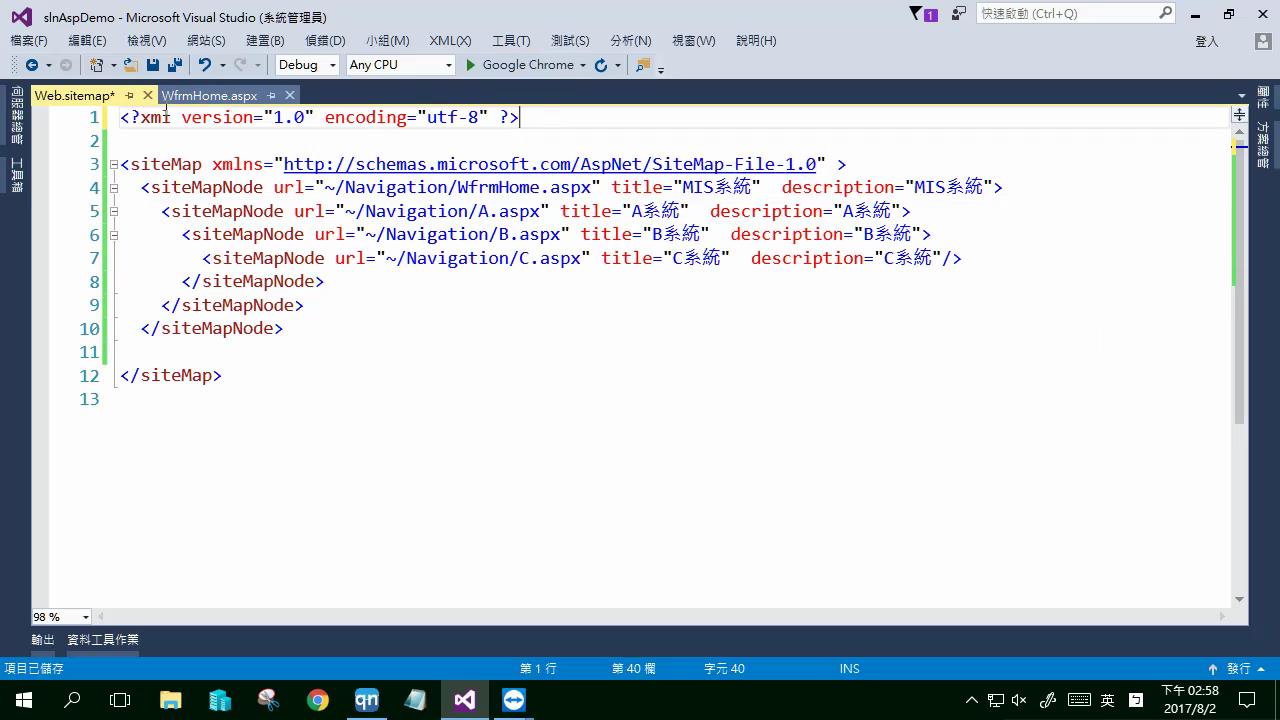 slnAspDemo - Microsoft Visual Studio (系統管理員)
1
快速啟動 (Ctrl+Q)
檔案(F) 編輯(E) 檢視(V) 網站(S) 建置(B) 偵錯(D) 小組(M) XML(X) 工具(T) 測試(S) 分析(N) 視窗(W) 說明(H)
登入
Debug Any CPU Google Chrome
Web.sitemap* WfrmHome.aspx
伺服器總管
工具箱
屬性
方案總管
1 <?xml version="1.0" encoding="utf-8" ?>
2
3 <siteMap xmlns="http://schemas.microsoft.com/AspNet/SiteMap-File-1.0" >
4 <siteMapNode url="~/Navigation/WfrmHome.aspx" title="MIS系統" description="MIS系統">
5 <siteMapNode url="~/Navigation/A.aspx" title="A系統" description="A系統">
6 <siteMapNode url="~/Navigation/B.aspx" title="B系統" description="B系統">
7 <siteMapNode url="~/Navigation/C.aspx" title="C系統" description="C系統"/>
8 </siteMapNode>
9 </siteMapNode>
10 </siteMapNode>
11
12 </siteMap>
13
98 %
輸出 資料工具作業
項目已儲存 第 1 行 第 40 欄 字元 40 INS 發行
qn
英
下午 02:58
2017/8/2